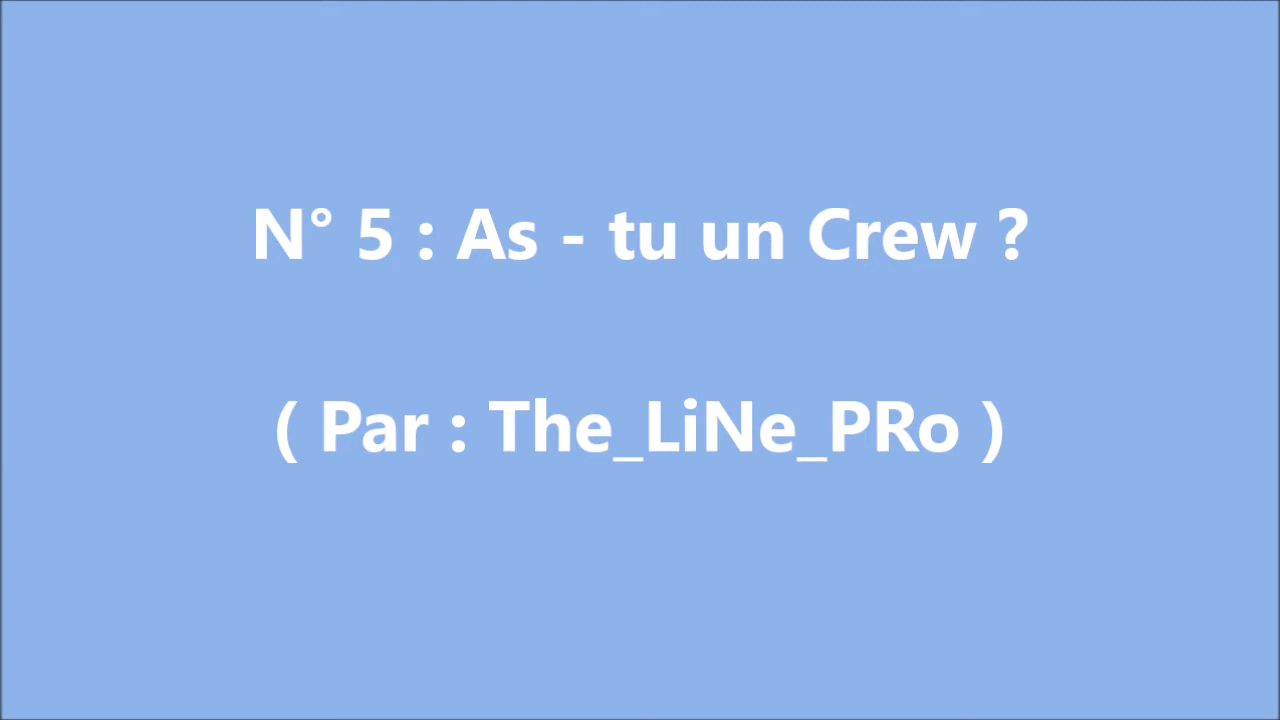 N° 5 : As - tu un Crew ?
( Par : The_LiNe_PRo )